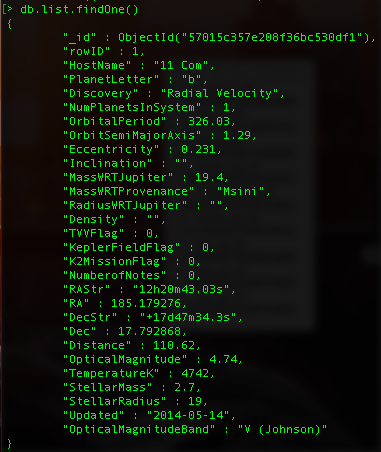 [> db.list.findOne()
{
"_id" : ObjectId("57015c357e208f36bc530df1"),
"rowID" : 1,
"HostName" : "11 Com",
"PlanetLetter" : "b",
"Discovery" : "Radial Velocity",
"NumPlanetsInSystem" : 1,
"OrbitalPeriod" : 326.03,
"OrbitSemiMajorAxis" : 1.29,
"Eccentricity" : 0.231,
"Inclination" : "",
"MassWRTJupiter" : 19.4,
"MassWRTProvenance" : "Msini",
"RadiusWRTJupiter" : "",
"Density" : "",
"TVVFlag" : 0,
"KeplerFieldFlag" : 0,
"K2MissionFlag" : 0,
"NumberofNotes" : 0,
"RAStr" : "12h20m43.03s",
"RA" : 185.179276,
"DecStr" : "+17d47m34.3s",
"Dec" : 17.792868,
"Distance" : 110.62,
"OpticalMagnitude" : 4.74,
"TemperatureK" : 4742,
"StellarMass" : 2.7,
"StellarRadius" : 19,
"Updated" : "2014-05-14",
"OpticalMagnitudeBand" : "V (Johnson)"
}